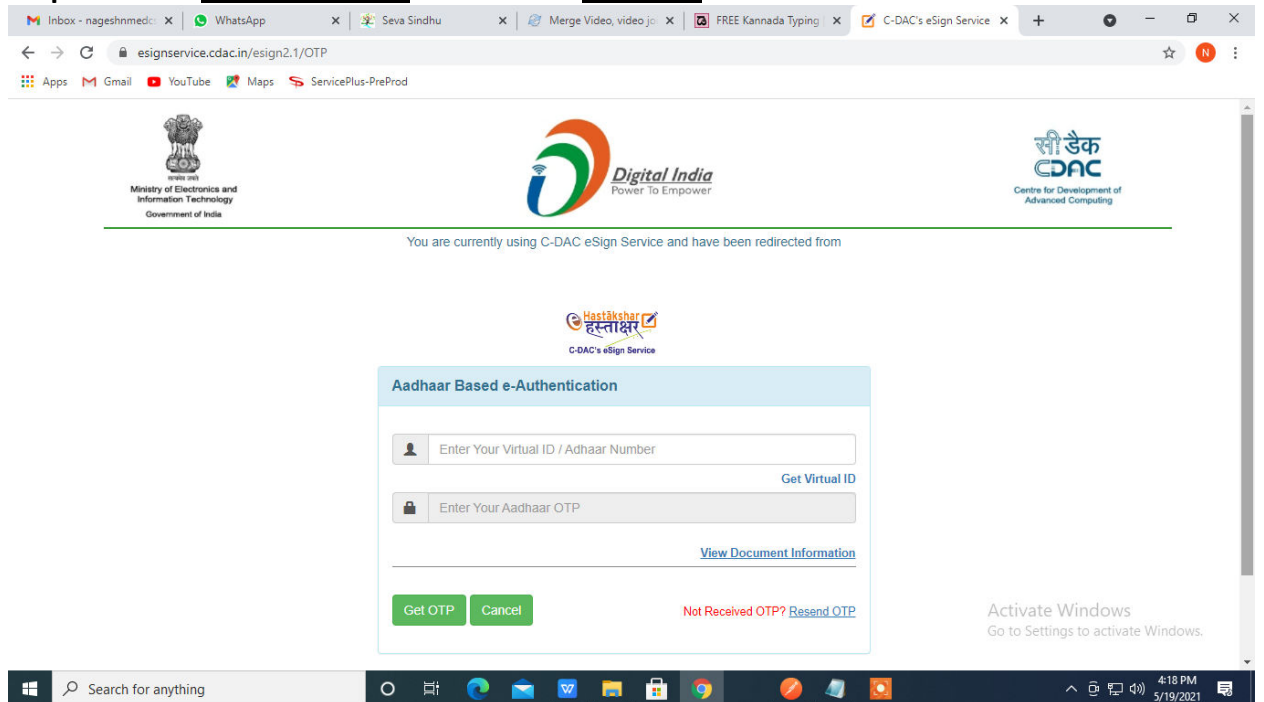 Inbox - nageshnmedc
WhatsApp
Seva Sindhu
Merge Video, video jo
FREE Kannada Typing
C-DAC's eSign Service
esignservice.cdac.in/esign2.1/OTP
N
Apps
Gmail
YouTube
Maps
ServicePlus-PreProd
सत्यमेव जयते
Ministry of Electronics and
Information Technology
Government of India
Digital India
Power To Empower
सी डैक
CDAC
Centre for Development of
Advanced Computing
You are currently using C-DAC eSign Service and have been redirected from
e Hastākshar
हस्ताक्षर
C-DAC's eSign Service
Aadhaar Based e-Authentication
Enter Your Virtual ID / Adhaar Number
Get Virtual ID
Enter Your Aadhaar OTP
View Document Information
Get OTP
Cancel
Not Received OTP? Resend OTP
Activate Windows
Go to Settings to activate Windows.
Search for anything
4:18 PM
5/19/2021